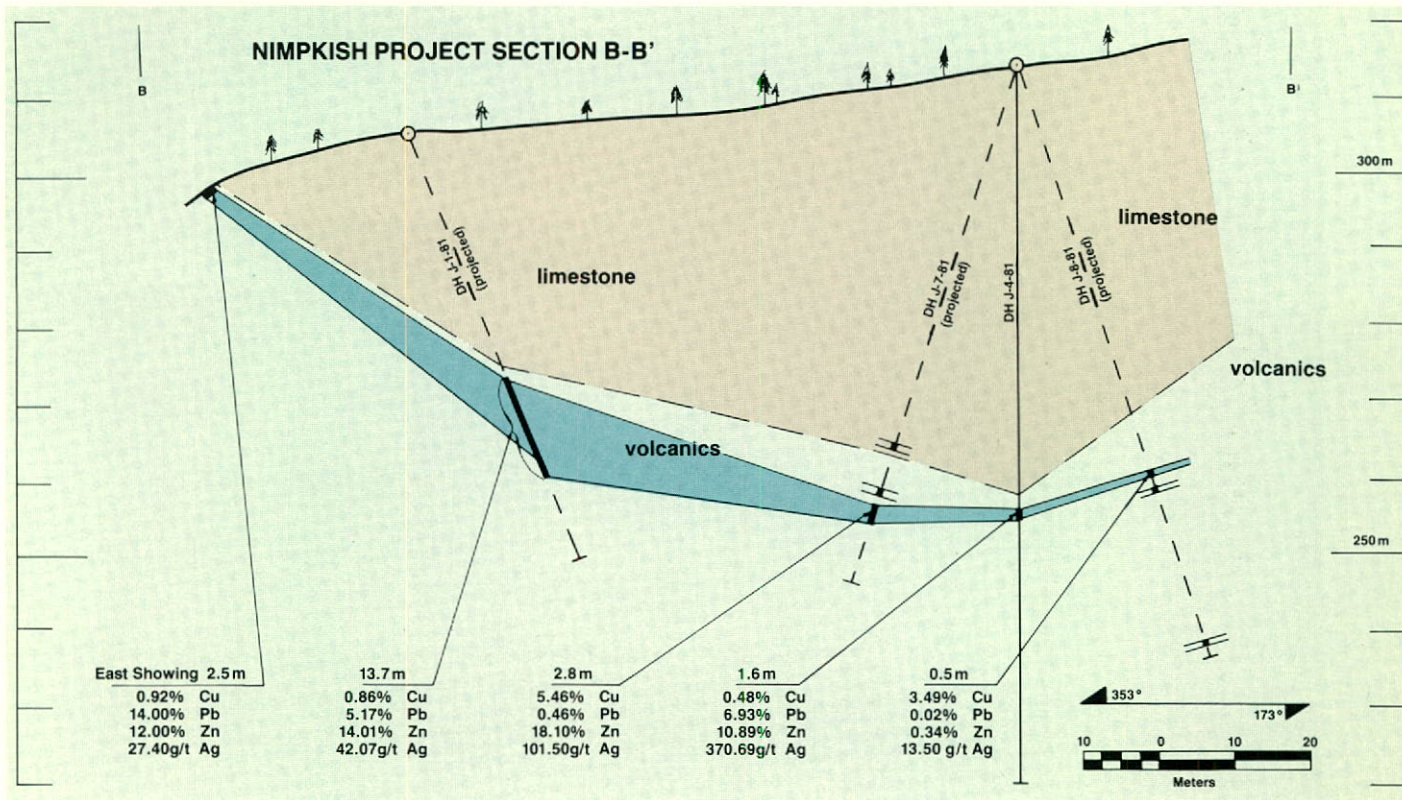 NIMPKISH PROJECT SECTION B-B'
B
B'
300 m
limestone
limestone
DH J-1-81
(projected)
DH J-7-81
(projected)
DH J-4-81
DH J-8-81
(projected)
volcanics
volcanics
250 m
East Showing 2.5 m
0.92% Cu
14.00% Pb
12.00% Zn
27.40g/t Ag
13.7 m
0.86% Cu
5.17% Pb
14.01% Zn
42.07g/t Ag
2.8 m
5.46% Cu
0.46% Pb
18.10% Zn
101.50g/t Ag
1.6 m
0.48% Cu
6.93% Pb
10.89% Zn
370.69g/t Ag
0.5 m
3.49% Cu
0.02% Pb
0.34% Zn
13.50 g/t Ag
353°
173°
10 0 10 20
Meters